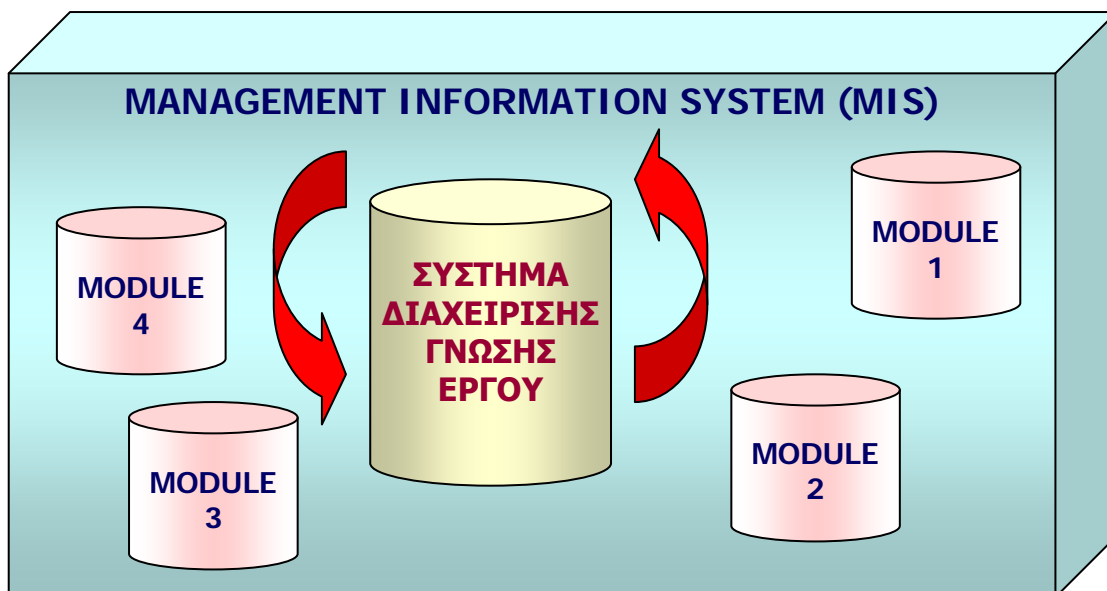 MANAGEMENT INFORMATION SYSTEM (MIS)
MODULE
1
MODULE
4
ΣΥΣΤΗΜΑ
ΔΙΑΧΕΙΡΙΣΗΣ
ΓΝΩΣΗΣ
ΕΡΓΟΥ
MODULE
2
MODULE
3